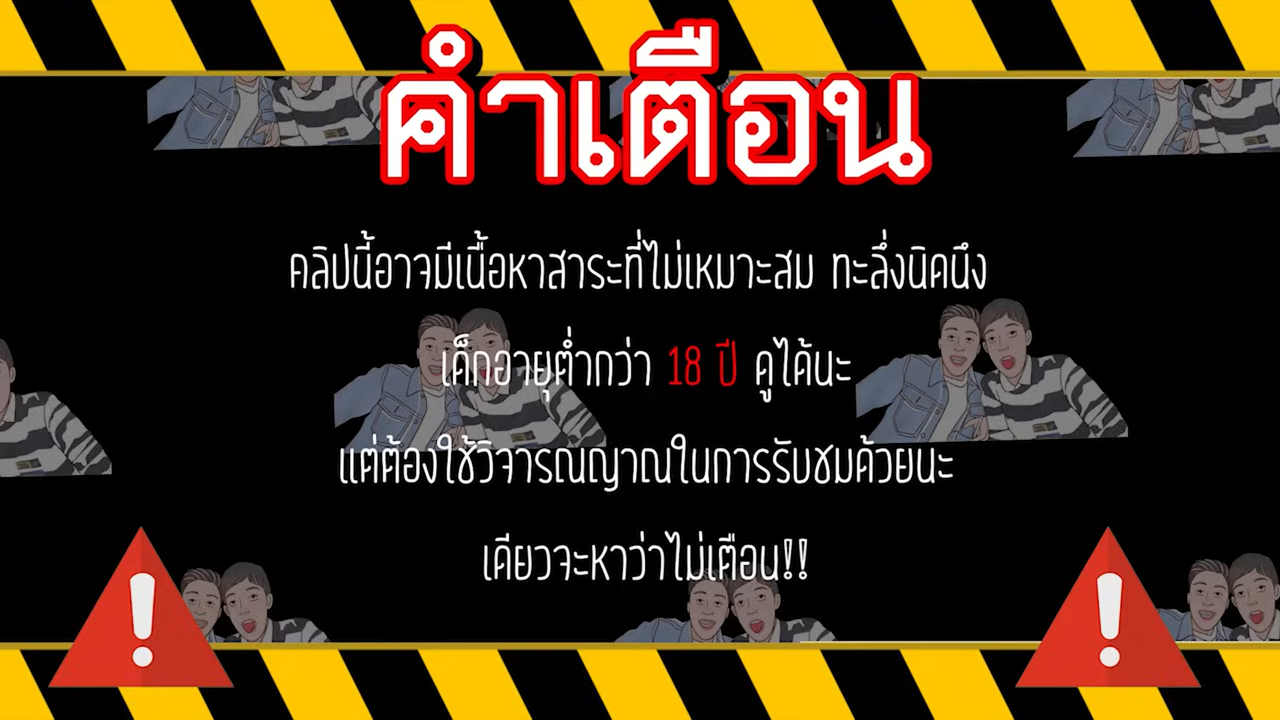 คำเตือน
คลิปนี้อาจมีเนื้อหาสาระที่ไม่เหมาะสม ทะลึ่งนิดนึง
เด็กอายุต่ำกว่า 18 ปี ดูได้นะ
แต่ต้องใช้วิจารณญาณในการรับชมด้วยนะ
เดียวจะหาว่าไม่เตือน!!